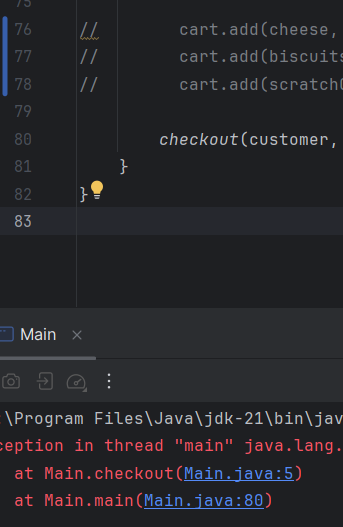 75
76 // cart.add(cheese,
77 // cart.add(biscuits
78 // cart.add(scratch
79
80 checkout(customer,
81 }
82 }
83
Main
:\Program Files\Java\jdk-21\bin\jav
ception in thread "main" java.lang.
at Main.checkout(Main.java:5)
at Main.main(Main.java:80)